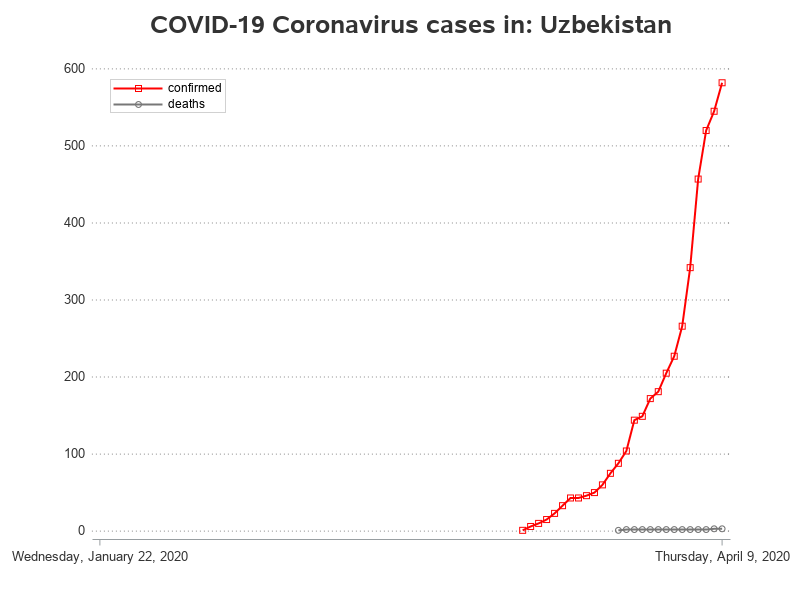 COVID-19 Coronavirus cases in: Uzbekistan
600
confirmed
deaths
500
400
300
200
100
0
Wednesday, January 22, 2020 Thursday, April 9, 2020